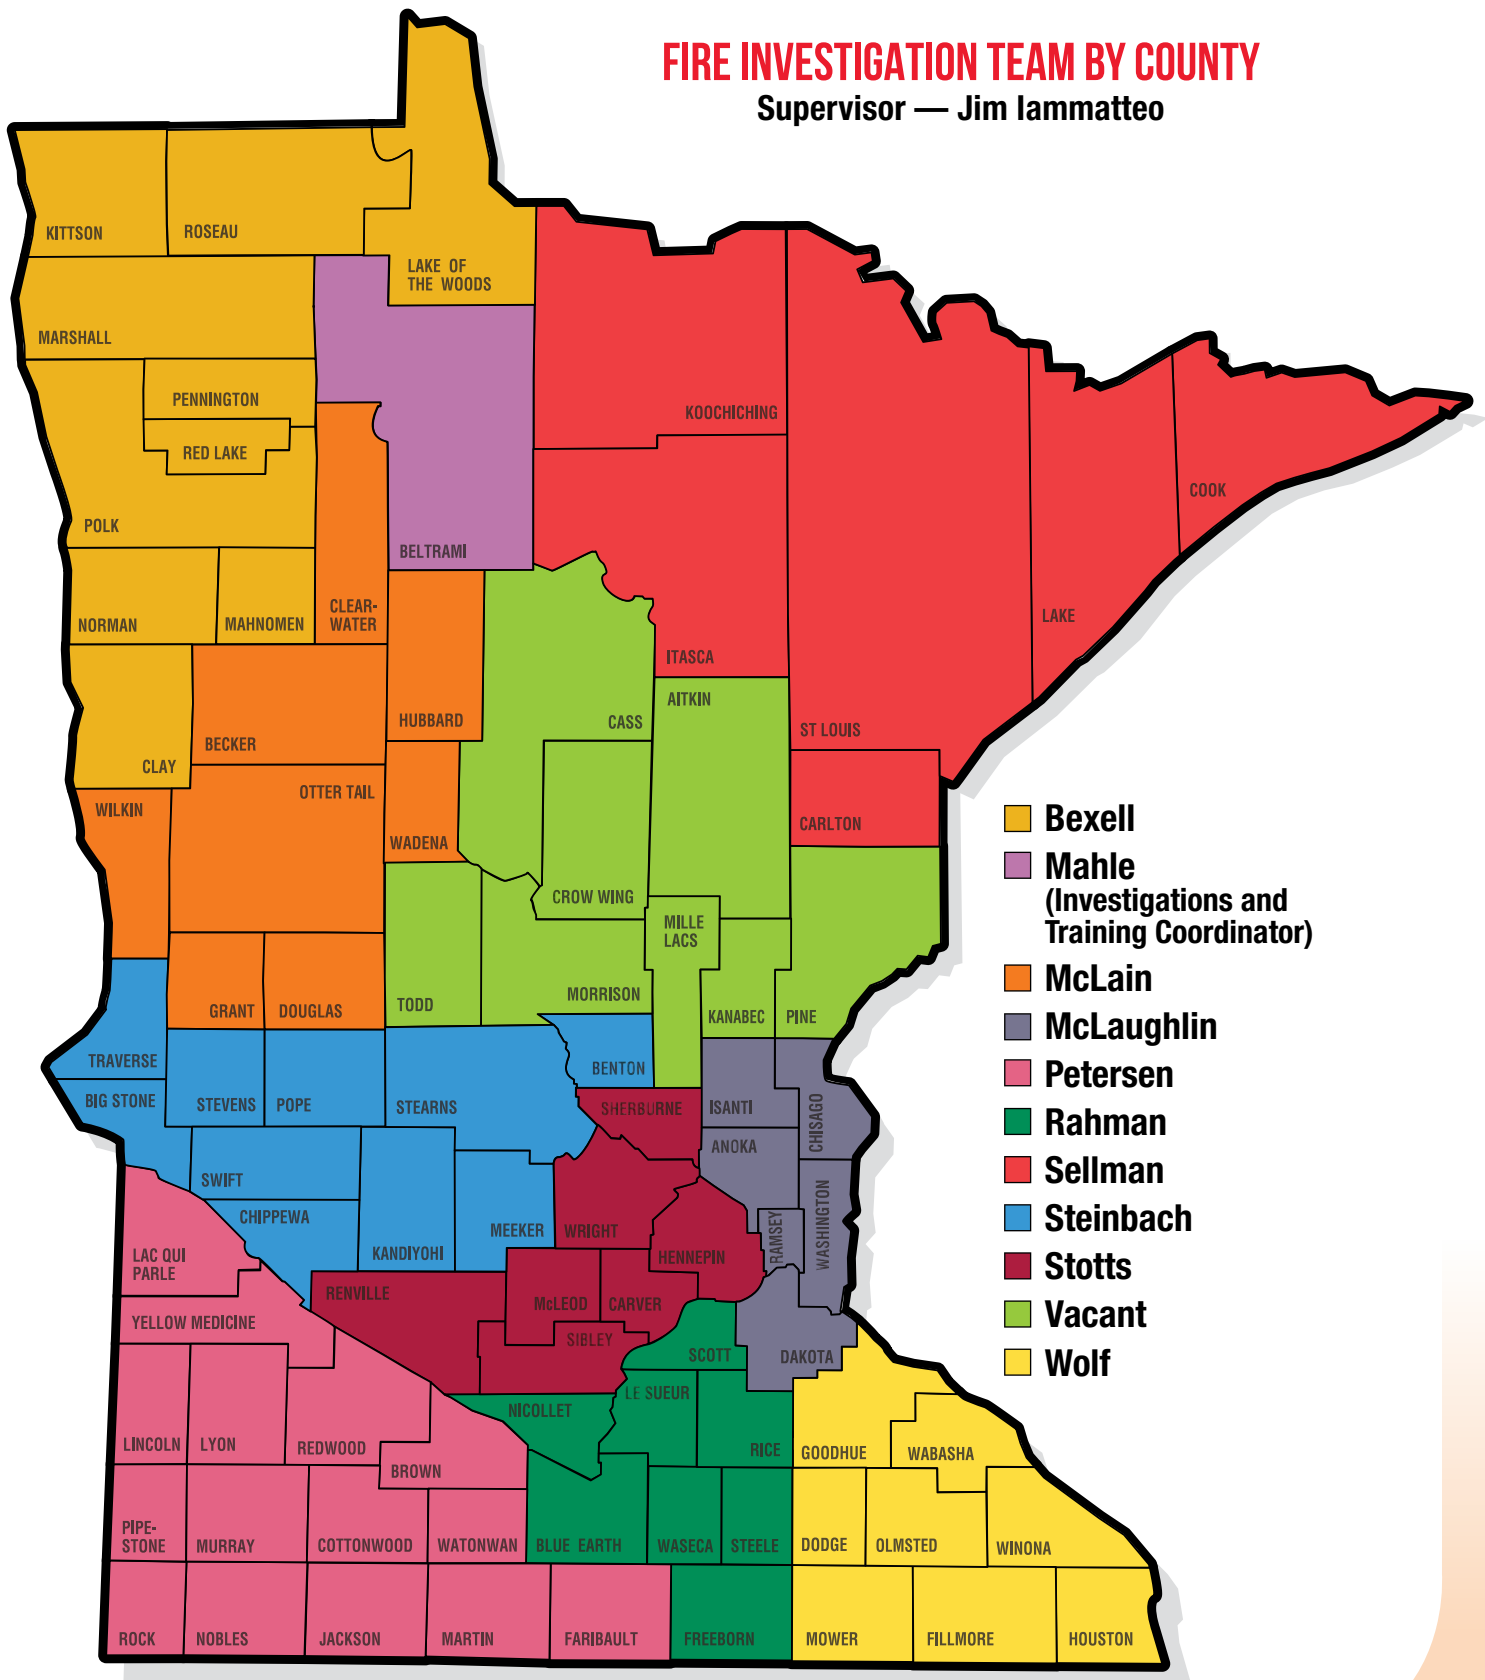 FIRE INVESTIGATION TEAM BY COUNTY
Supervisor — Jim Iammatteo
KITTSON
ROSEAU
LAKE OF
THE WOODS
MARSHALL
PENNINGTON
RED LAKE
POLK
BELTRAMI
KOOCHICHING
COOK
LAKE
ST LOUIS
ITASCA
NORMAN
MAHNOMEN
CLEAR-
WATER
HUBBARD
CASS
AITKIN
BECKER
CLAY
WILKIN
OTTER TAIL
WADENA
CROW WING
CARLTON
MILLE
LACS
GRANT
DOUGLAS
TODD
MORRISON
KANABEC
PINE
TRAVERSE
BIG STONE
STEVENS
POPE
STEARNS
BENTON
SHERBURNE
ISANTI
CHISAGO
ANOKA
SWIFT
CHIPPEWA
KANDIYOHI
MEEKER
WRIGHT
HENNEPIN
RAMSEY
WASHINGTON
LAC QUI
PARLE
YELLOW MEDICINE
RENVILLE
McLEOD
CARVER
SIBLEY
SCOTT
DAKOTA
LINCOLN
LYON
REDWOOD
BROWN
NICOLLET
LE SUEUR
RICE
GOODHUE
WABASHA
PIPE-
STONE
MURRAY
COTTONWOOD
WATONWAN
BLUE EARTH
WASECA
STEELE
DODGE
OLMSTED
WINONA
ROCK
NOBLES
JACKSON
MARTIN
FARIBAULT
FREEBORN
MOWER
FILLMORE
HOUSTON
Bexell
Mahle
(Investigations and
Training Coordinator)
McLain
McLaughlin
Petersen
Rahman
Sellman
Steinbach
Stotts
Vacant
Wolf